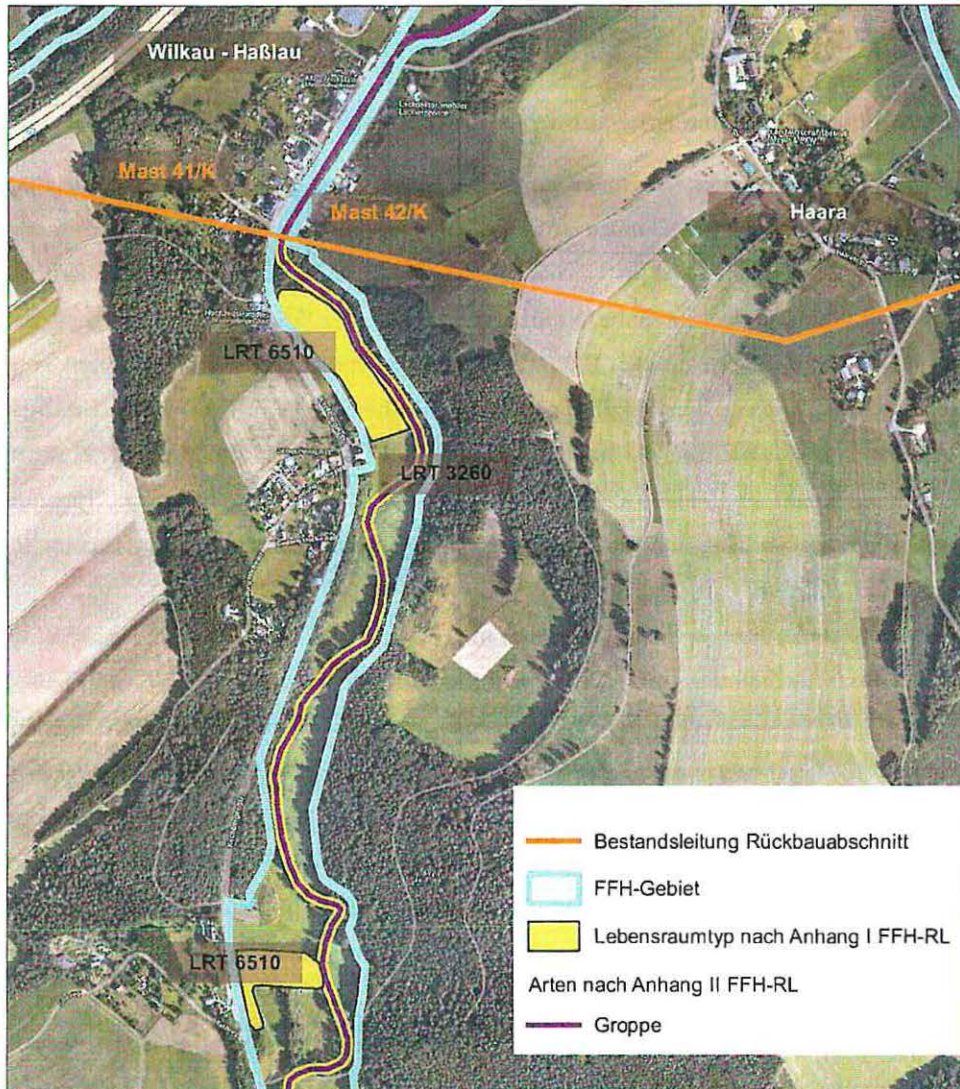 Wilkau - Haßlau
Mast 41/K
Mast 42/K
Haara
LRT 6510
LRT 3260
LRT 6510
Bestandsleitung Rückbauabschnitt
FFH-Gebiet
Lebensraumtyp nach Anhang I FFH-RL
Arten nach Anhang II FFH-RL
Groppe